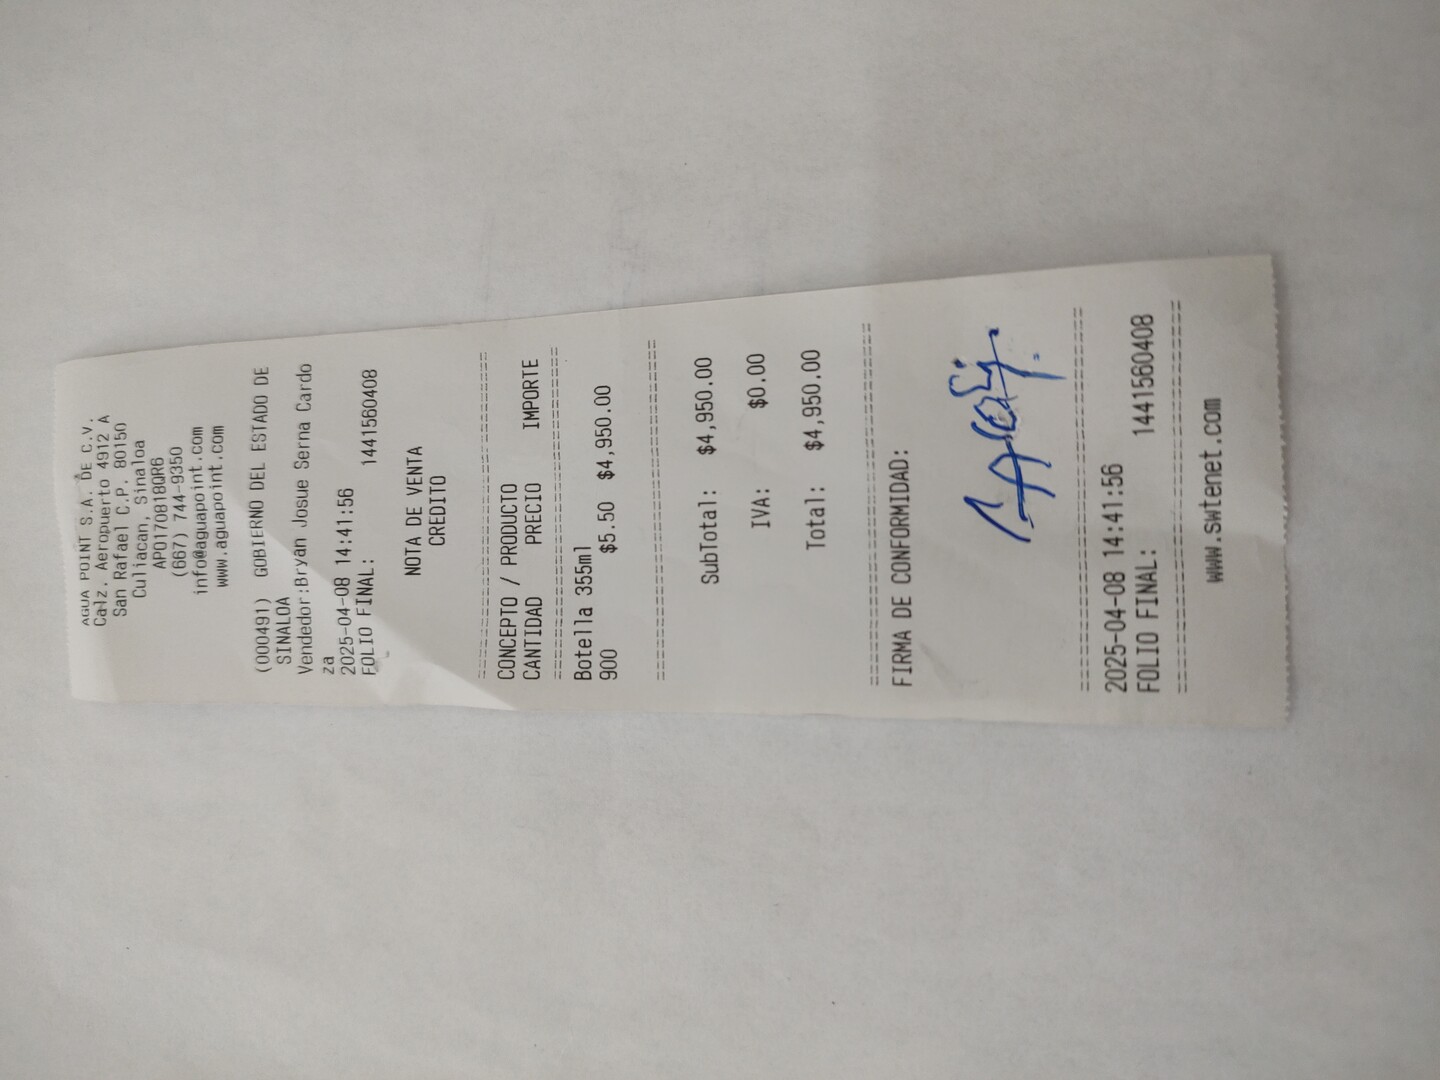 AGUA POINT S.A. DE C.V.
Calz. Aeropuerto 4912 A
San Rafael C.P. 80150
Culiacan, Sinaloa
APO170818QR6
(667) 744-9350
info@aguapoint.com
www.aguapoint.com
(000491) GOBIERNO DEL ESTADO DE
SINALOA
Vendedor:Bryan Josue Serna Cardo
za
2025-04-08 14:41:56
FOLIO FINAL: 1441560408
NOTA DE VENTA
CREDITO
CONCEPTO / PRODUCTO
CANTIDAD PRECIO IMPORTE
Botella 355ml
900 $5.50 $4,950.00
SubTotal: $4,950.00
IVA: $0.00
Total: $4,950.00
FIRMA DE CONFORMIDAD:
2025-04-08 14:41:56
FOLIO FINAL: 1441560408
www.swtenet.com